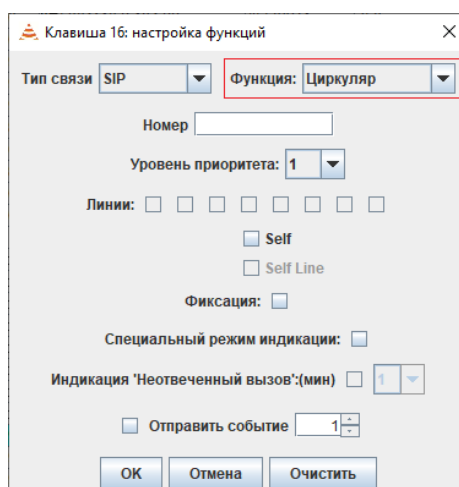 Клавиша 16: настройка функций
Тип связи SIP Функция: Циркуляр
Номер
Уровень приоритета: 1
Линии:
Self
Self Line
Фиксация:
Специальный режим индикации:
Индикация 'Неотвеченный вызов':(мин) 1
Отправить событие 1
OK Отмена Очистить